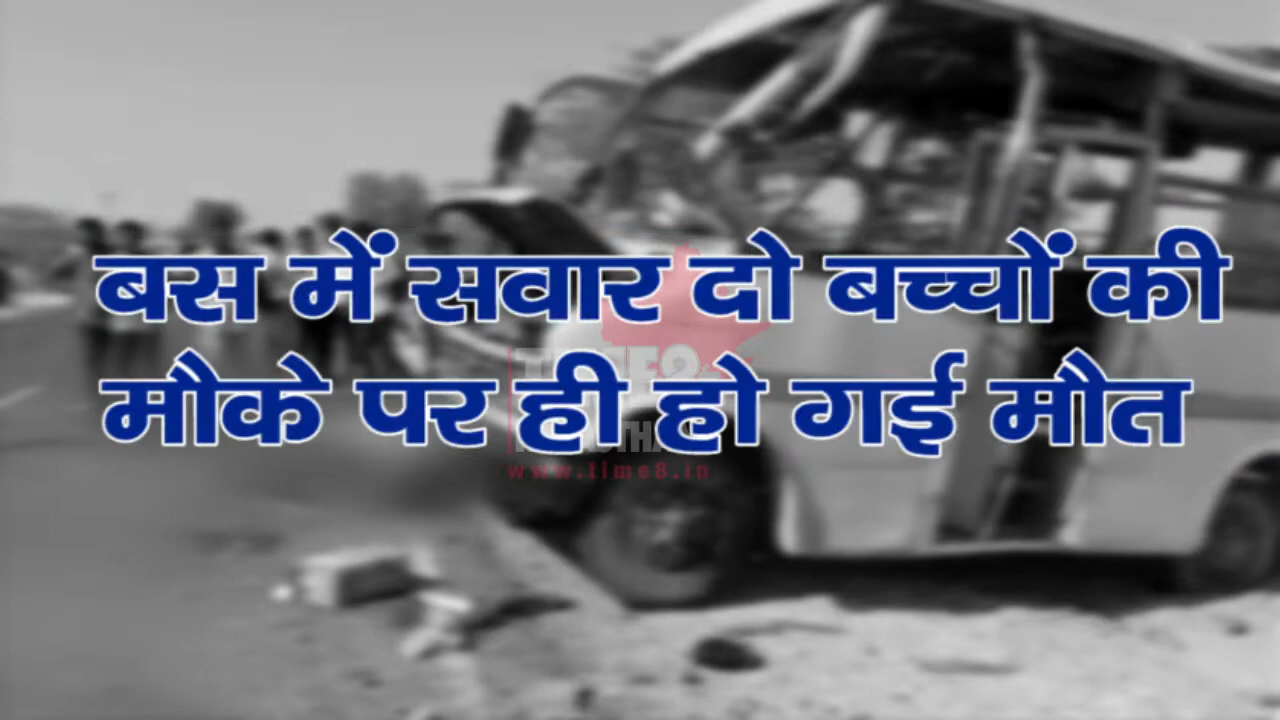 बस में सवार दो बच्चों की
मौके पर ही हो गई मौत
www.time8.in